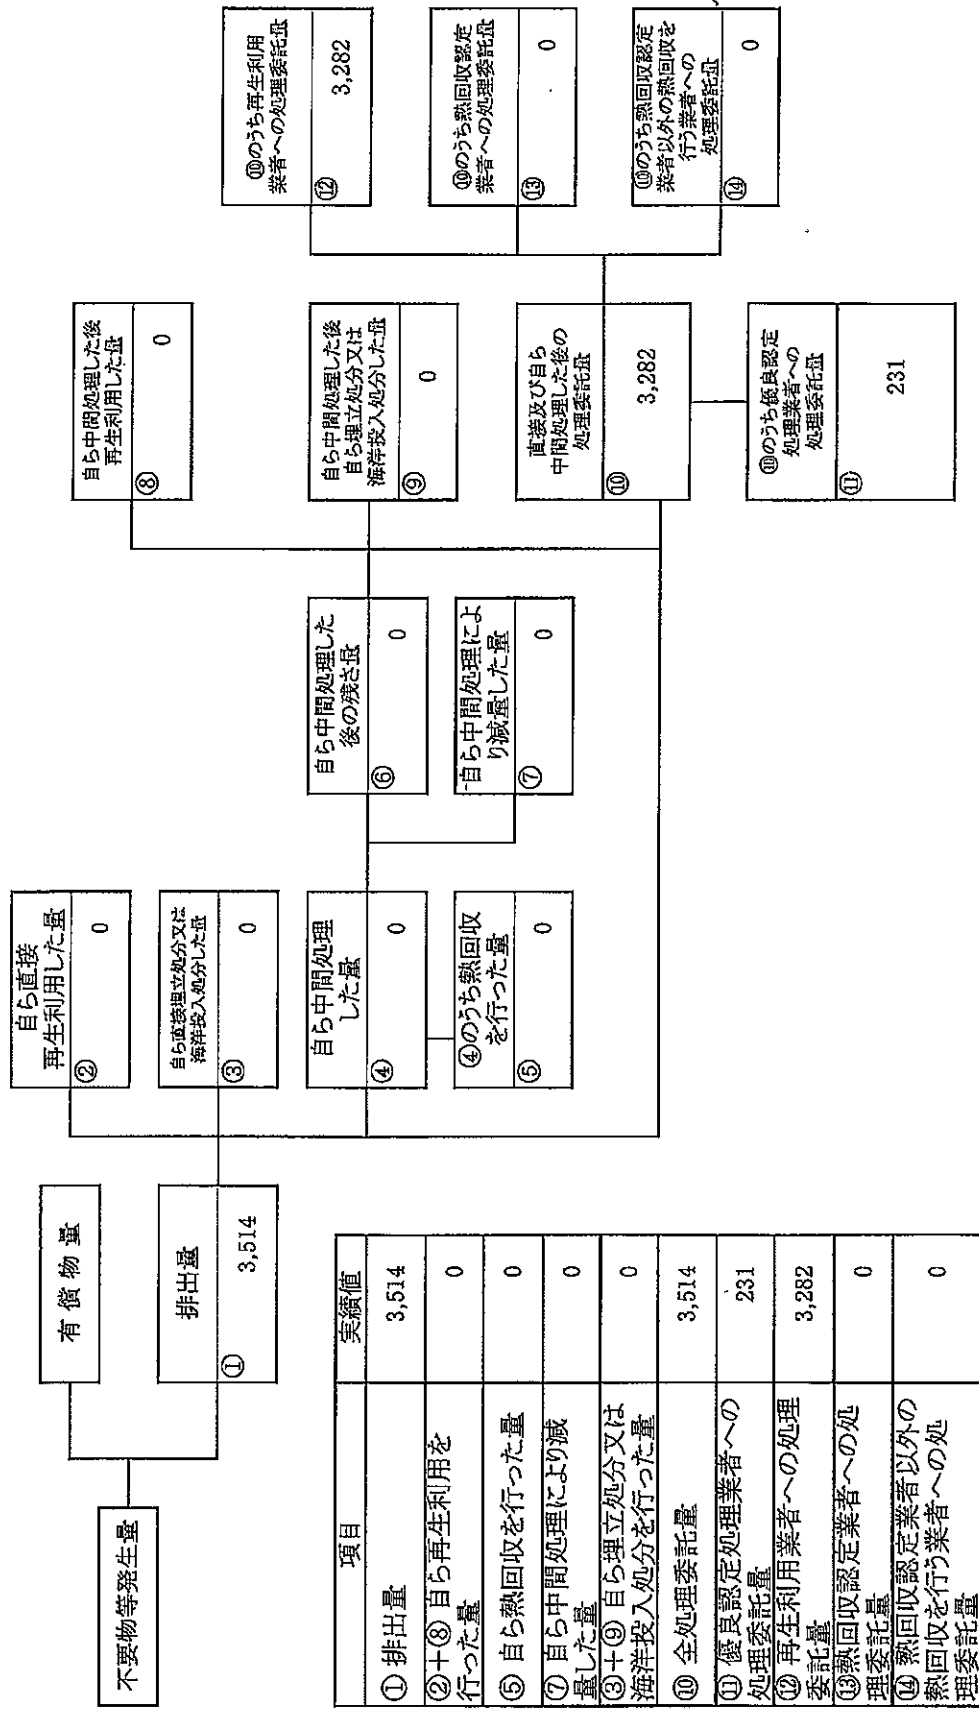 不要物等発生量
有償物量
排出量
①
3,514
自ら直接
再生利用した量
②
0
自ら直接埋立処分又は
海洋投入処分した量
③
0
自ら中間処理
した量
④
0
④のうち熱回収
を行った量
⑤
0
自ら中間処理した
後の残さ量
⑥
0
自ら中間処理によ
り減量した量
⑦
0
自ら中間処理した後
再生利用した量
⑧
0
自ら中間処理した後
自ら埋立処分又は
海洋投入処分した量
⑨
0
直接及び自ら
中間処理した後の
処理委託量
⑩
3,282
⑩のうち優良認定
処理業者への
処理委託量
⑪
231
⑩のうち再生利用
業者への処理委託量
⑫
3,282
⑩のうち熱回収認定
業者への処理委託量
⑬
0
⑩のうち熱回収認定
業者以外の熱回収を
行う業者への
処理委託量
⑭
0
項目 実績値
①排出量 3,514
②+⑧ 自ら再生利用を
行った量 0
⑤ 自ら熱回収を行った量 0
⑦ 自ら中間処理により減
量した量 0
③+⑨ 自ら埋立処分又は
海洋投入処分を行った量 0
⑩ 全処理委託量 3,514
⑪ 優良認定処理業者への
処理委託量 231
⑫ 再生利用業者への処理
委託量 3,282
⑬熱回収認定業者への処
理委託量 0
⑭ 熱回収認定業者以外の
熱回収を行う業者への処
理委託量 0